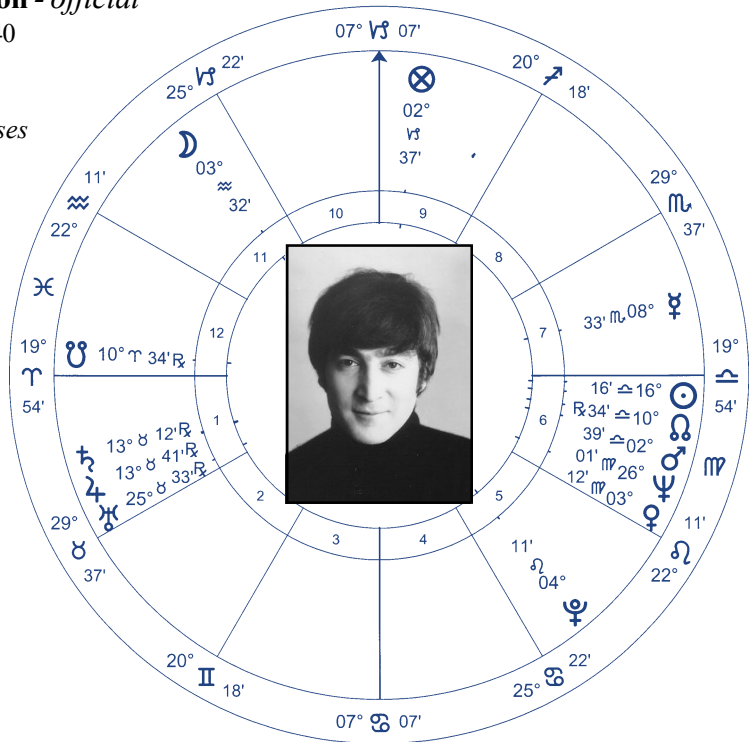 on - official
07° ♑ 07'
25° ♑ 22'
20° ♐ 18'
⊗
02°
♑
37'
☽
03°
♒
32'
ses
11'
♒
22°
29°
♏
37'
10
9
11
8
♓
33' ♏ 08° ☿
12
7
19°
♈
54'
☋ 10° ♈ 34' ℞
19°
♎
54'
16' ♎ 16° ☉
℞ 34' ♎ 10° ☊
39' ♎ 02° ♂
01' ♍ 26° ♆
12' ♍ 03° ♀
♍
1
6
♄ 13° ♉ 12' ℞
♃ 13° ♉ 41' ℞
♅ 25° ♉ 33' ℞
2
5
29°
♉
37'
11'
♌
22°
3
4
11'
♌
04°
♇
20° ♊ 18'
25° ♋ 22'
07° ♋ 07'